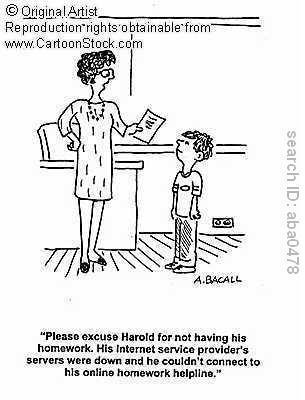 © Original Artist
Reproduction rights obtainable from
www.CartoonStock.com
search ID: aba0478
A.BACALL
"Please excuse Harold for not having his
homework. His Internet service provider's
servers were down and he couldn't connect to
his online homework helpline."